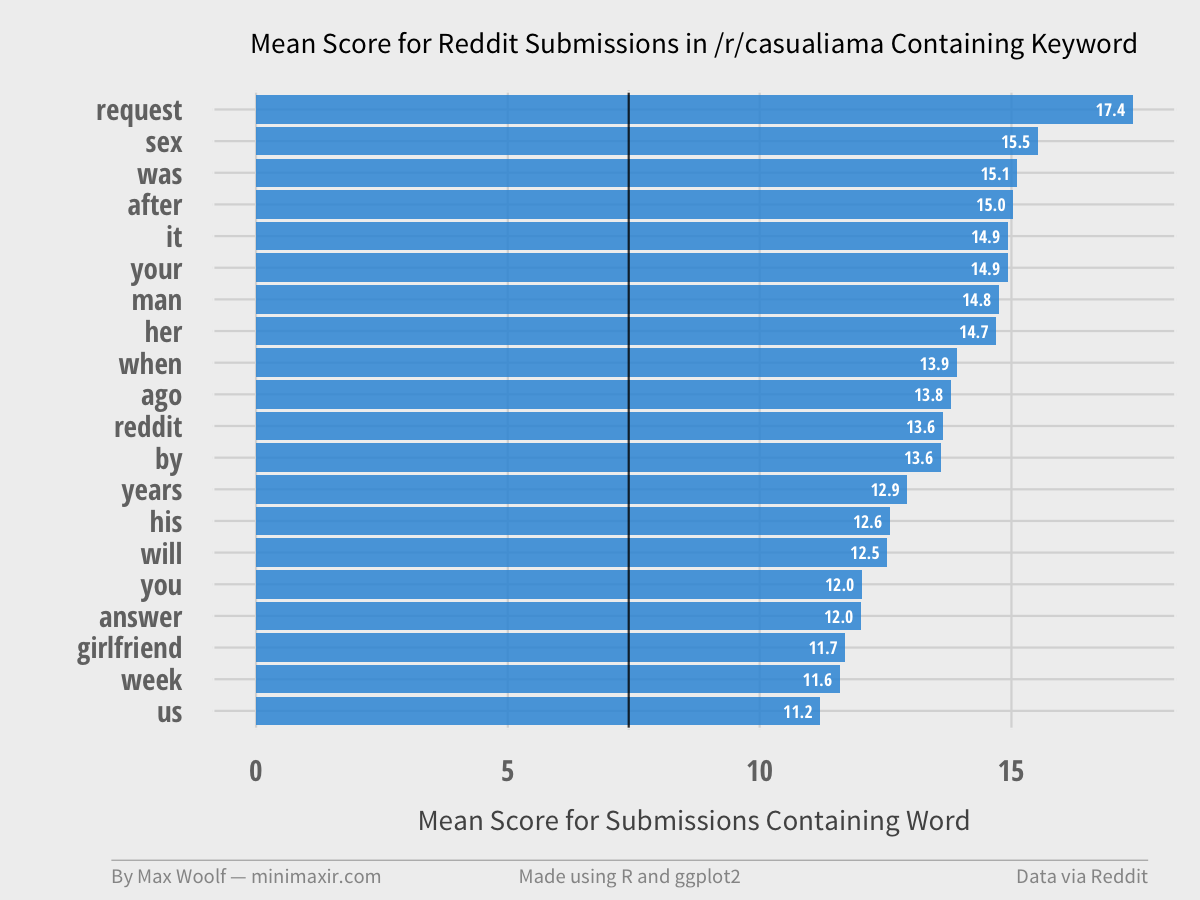 Mean Score for Reddit Submissions in /r/casualiama Containing Keyword
request 17.4
sex 15.5
was 15.1
after 15.0
it 14.9
your 14.9
man 14.8
her 14.7
when 13.9
ago 13.8
reddit 13.6
by 13.6
years 12.9
his 12.6
will 12.5
you 12.0
answer 12.0
girlfriend 11.7
week 11.6
us 11.2
0 5 10 15
Mean Score for Submissions Containing Word
By Max Woolf — minimaxir.com Made using R and ggplot2 Data via Reddit